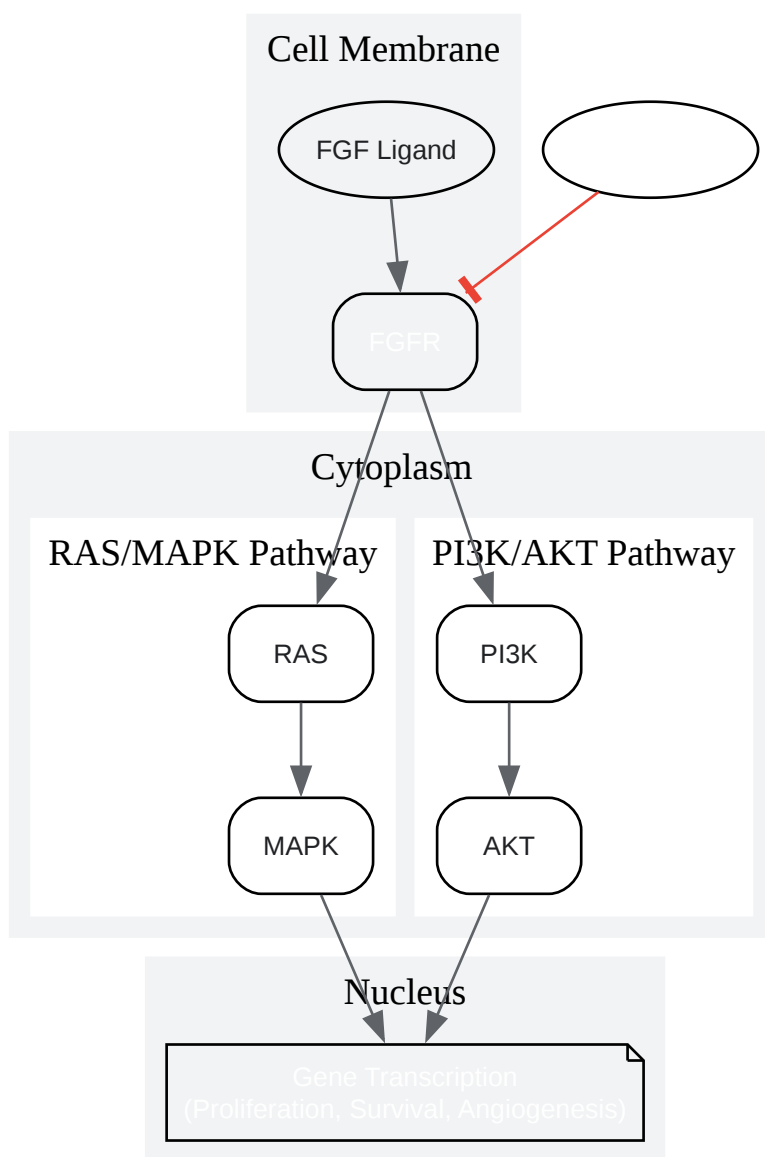 Cell Membrane
FGF Ligand
FGFR
Cytoplasm
RAS/MAPK Pathway
PI3K/AKT Pathway
RAS
PI3K
MAPK
AKT
Nucleus
Gene Transcription
(Proliferation, Survival, Angiogenesis)